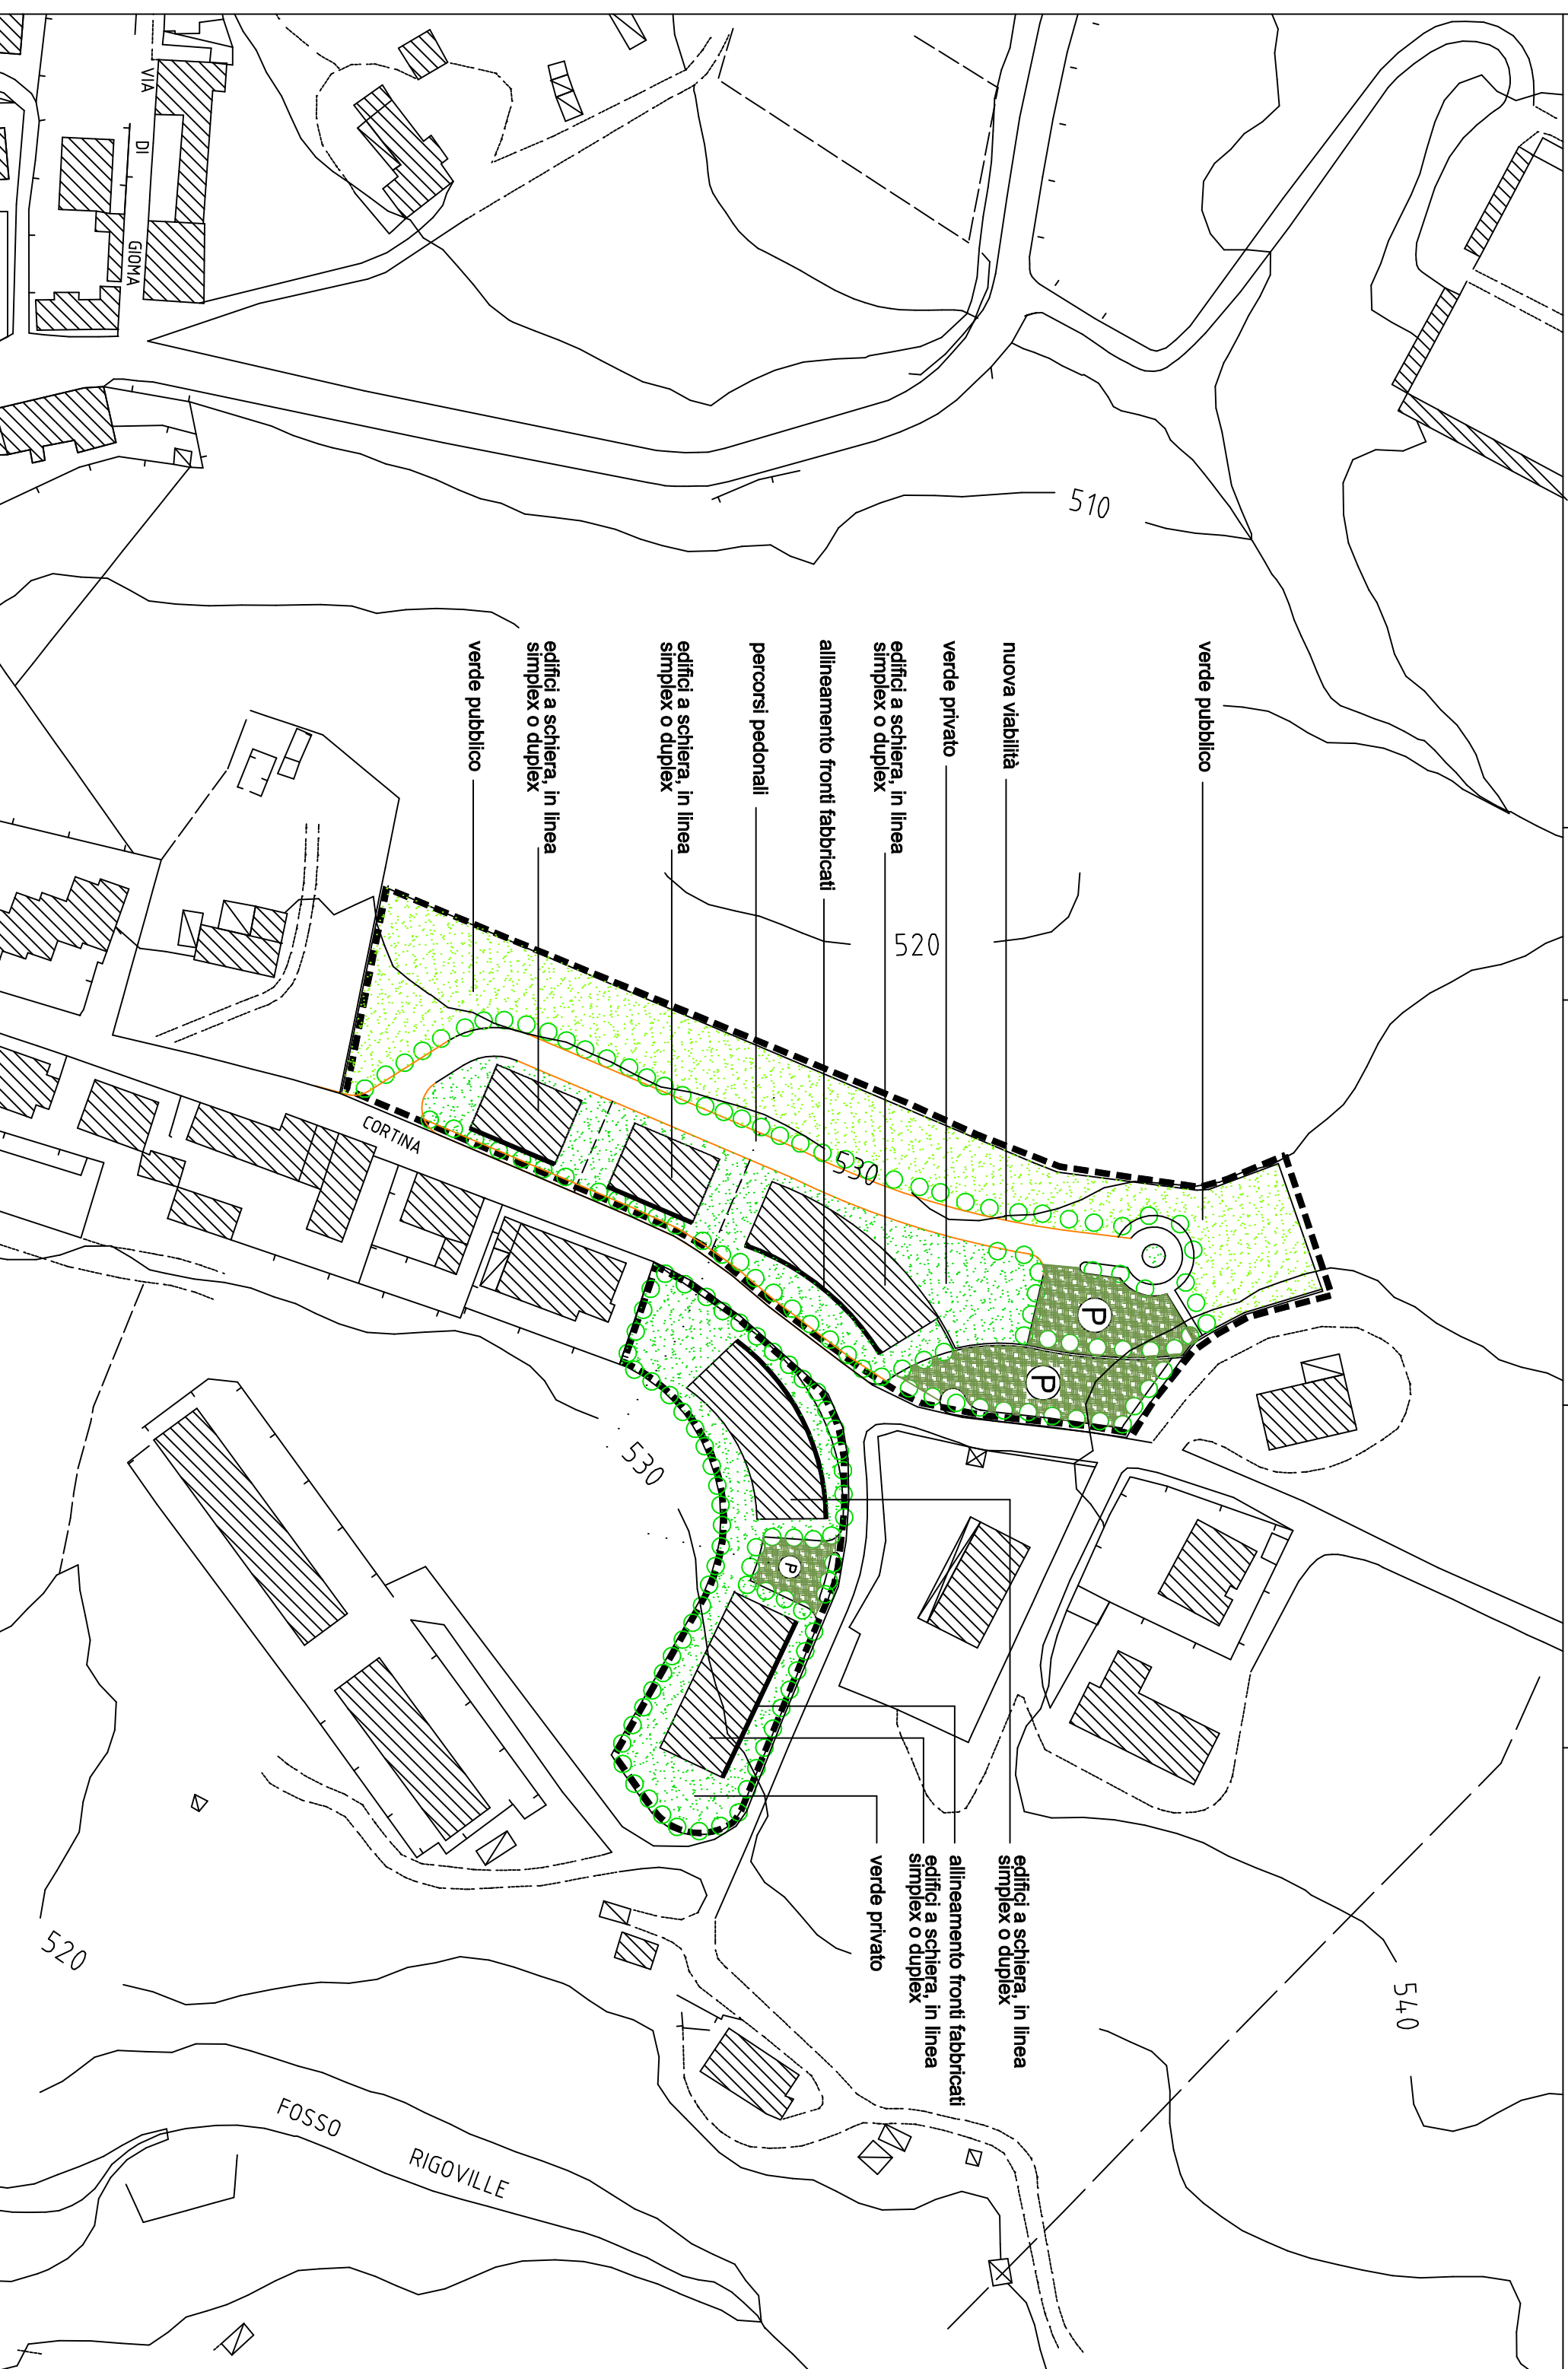 VIA DI GIOMA
510
verde pubblico
nuova viabilità
verde privato
edifici a schiera, in linea
simplex o duplex
allineamento fronti fabbricati
percorsi pedonali
edifici a schiera, in linea
simplex o duplex
edifici a schiera, in linea
simplex o duplex
verde pubblico
520
530
CORTINA
P
P
530
P
edifici a schiera, in linea
simplex o duplex
allineamento fronti fabbricati
edifici a schiera, in linea
simplex o duplex
verde privato
540
520
FOSSO RIGOVILLE